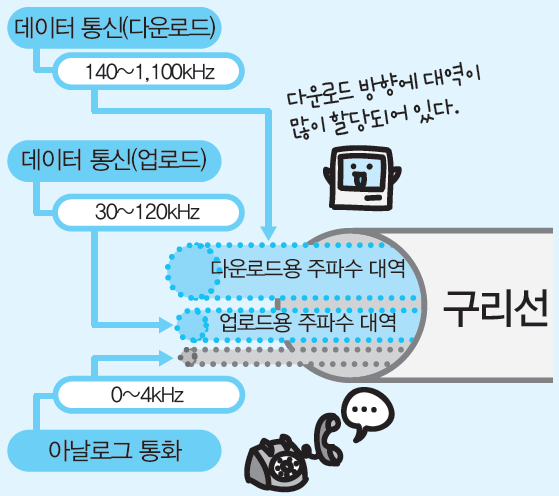 데이터 통신(다운로드)
140~1,100kHz
다운로드 방향에 대역이
많이 할당되어 있다.
데이터 통신(업로드)
30~120kHz
다운로드용 주파수 대역
업로드용 주파수 대역
구리선
0~4kHz
아날로그 통화